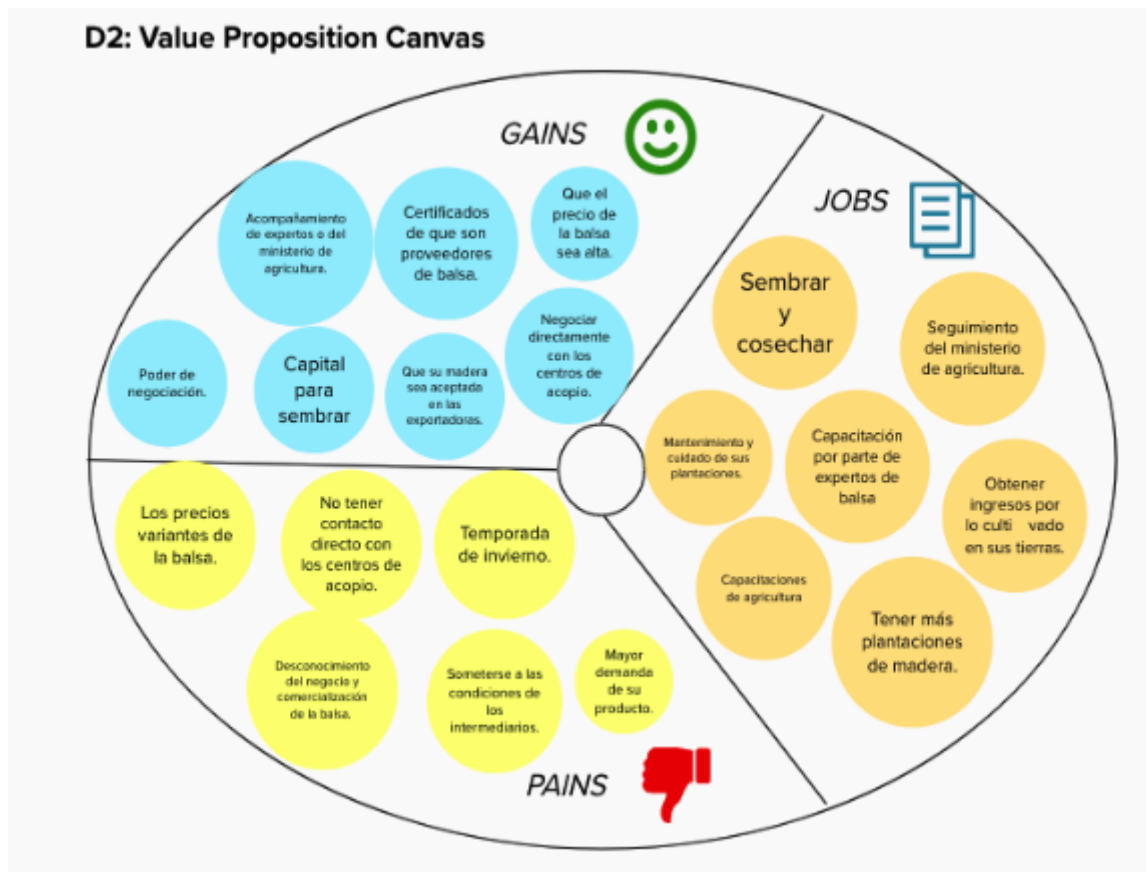 D2: Value Proposition Canvas
GAINS
Acompañamiento
de expertos o del
ministerio de
agricultura.
Certificados
de que son
proveedores
de balsa.
Que el
precio de
la balsa
sea alta.
Poder de
negociación.
Capital
para
sembrar
Que su madera
sea aceptada
en las
exportadoras.
Negociar
directamente
con los
centros de
acopio.
JOBS
Sembrar
y
cosechar
Seguimiento
del ministerio
de agricultura.
Mantenimiento y
cuidado de sus
plantaciones.
Capacitación
por parte de
expertos de
balsa
Obtener
ingresos por
lo culti vado
en sus tierras.
Capacitaciones
de agricultura
Tener más
plantaciones
de madera.
Los precios
variantes de
la balsa.
No tener
contacto
directo con
los centros de
acopio.
Temporada
de invierno.
Desconocimiento
del negocio y
comercialización
de la balsa.
Someterse a las
condiciones de
los
intermediarios.
Mayor
demanda
de su
producto.
PAINS